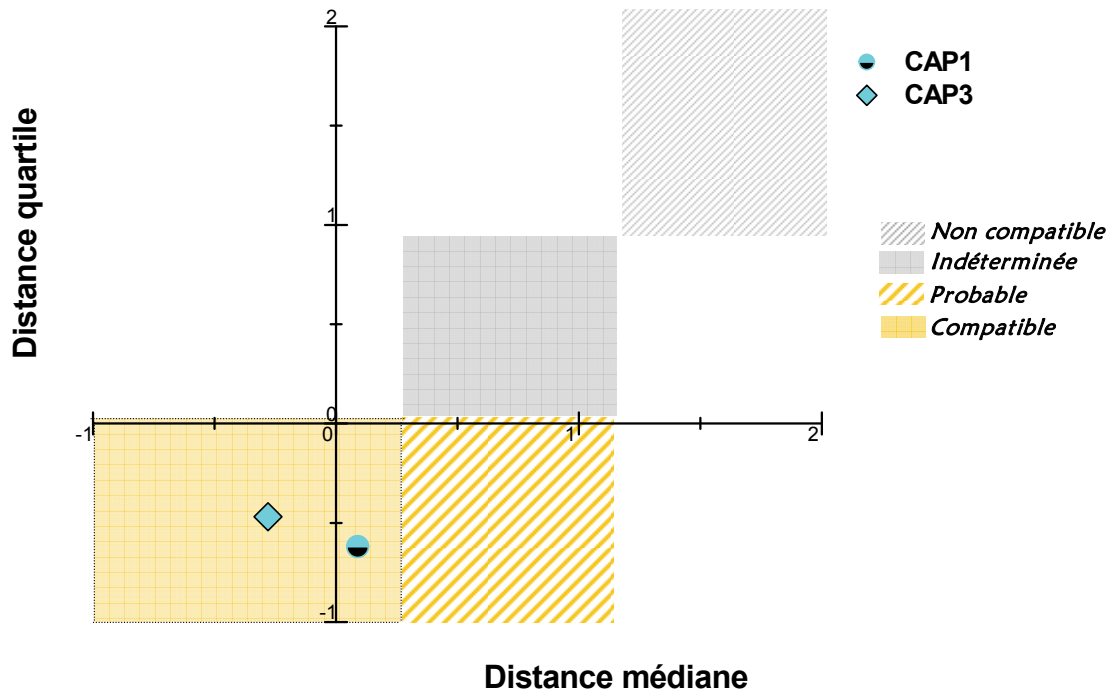 2
CAP1
CAP3
Distance quartile
1
Non compatible
Indéterminée
Probable
Compatible
0
-1
0
1
2
-1
Distance médiane